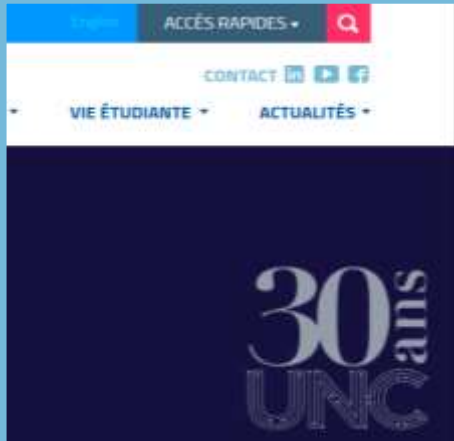 English ACCÈS RAPIDES
CONTACT
VIE ÉTUDIANTE ACTUALITÉS
30 ans
UNC